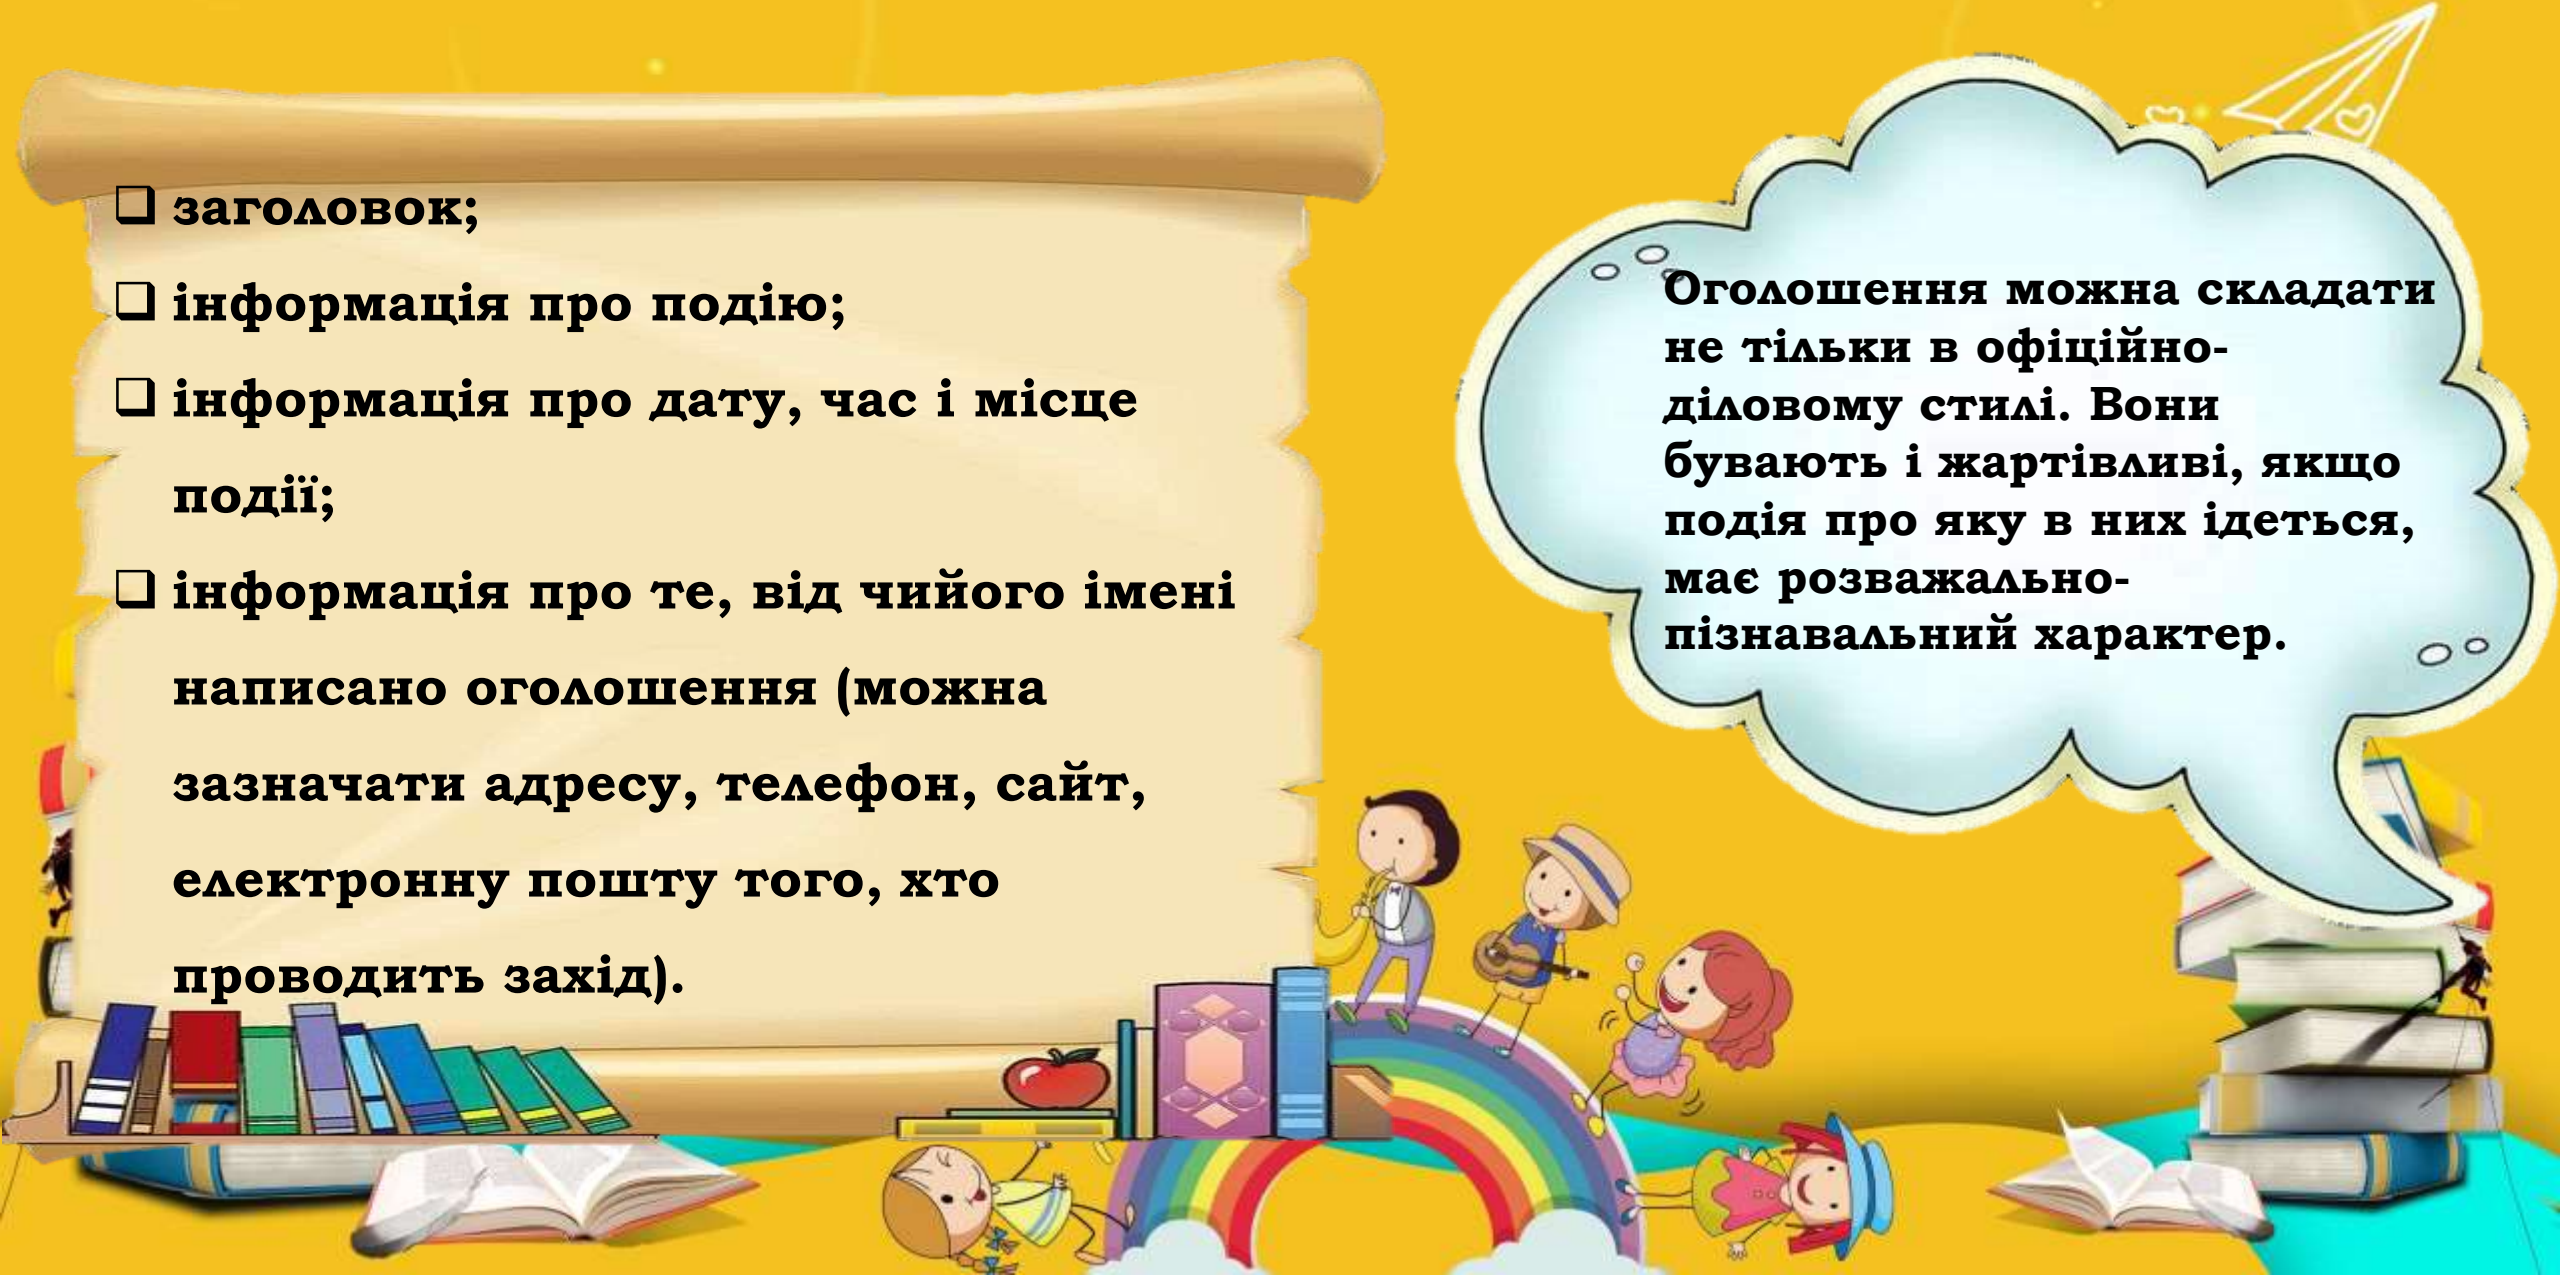 ❑ заголовок;
❑ інформація про подію;
❑ інформація про дату, час і місце
події;
❑ інформація про те, від чийого імені
написано оголошення (можна
зазначати адресу, телефон, сайт,
електронну пошту того, хто
проводить захід).
Оголошення можна складати
не тільки в офіційно-
діловому стилі. Вони
бувають і жартівливі, якщо
подія про яку в них ідеться,
має розважально-
пізнавальний характер.